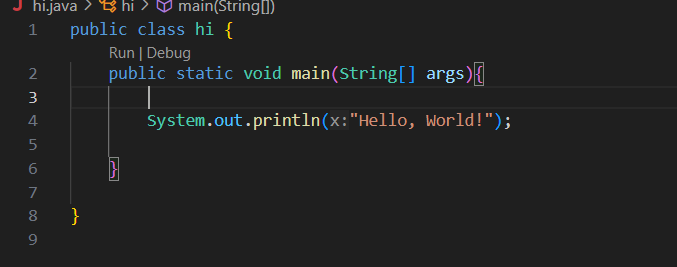 J hi.java > hi > main(String[])
1 public class hi {
Run | Debug
2 public static void main(String[] args){
3
4 System.out.println(x:"Hello, World!");
5
6 }
7
8 }
9